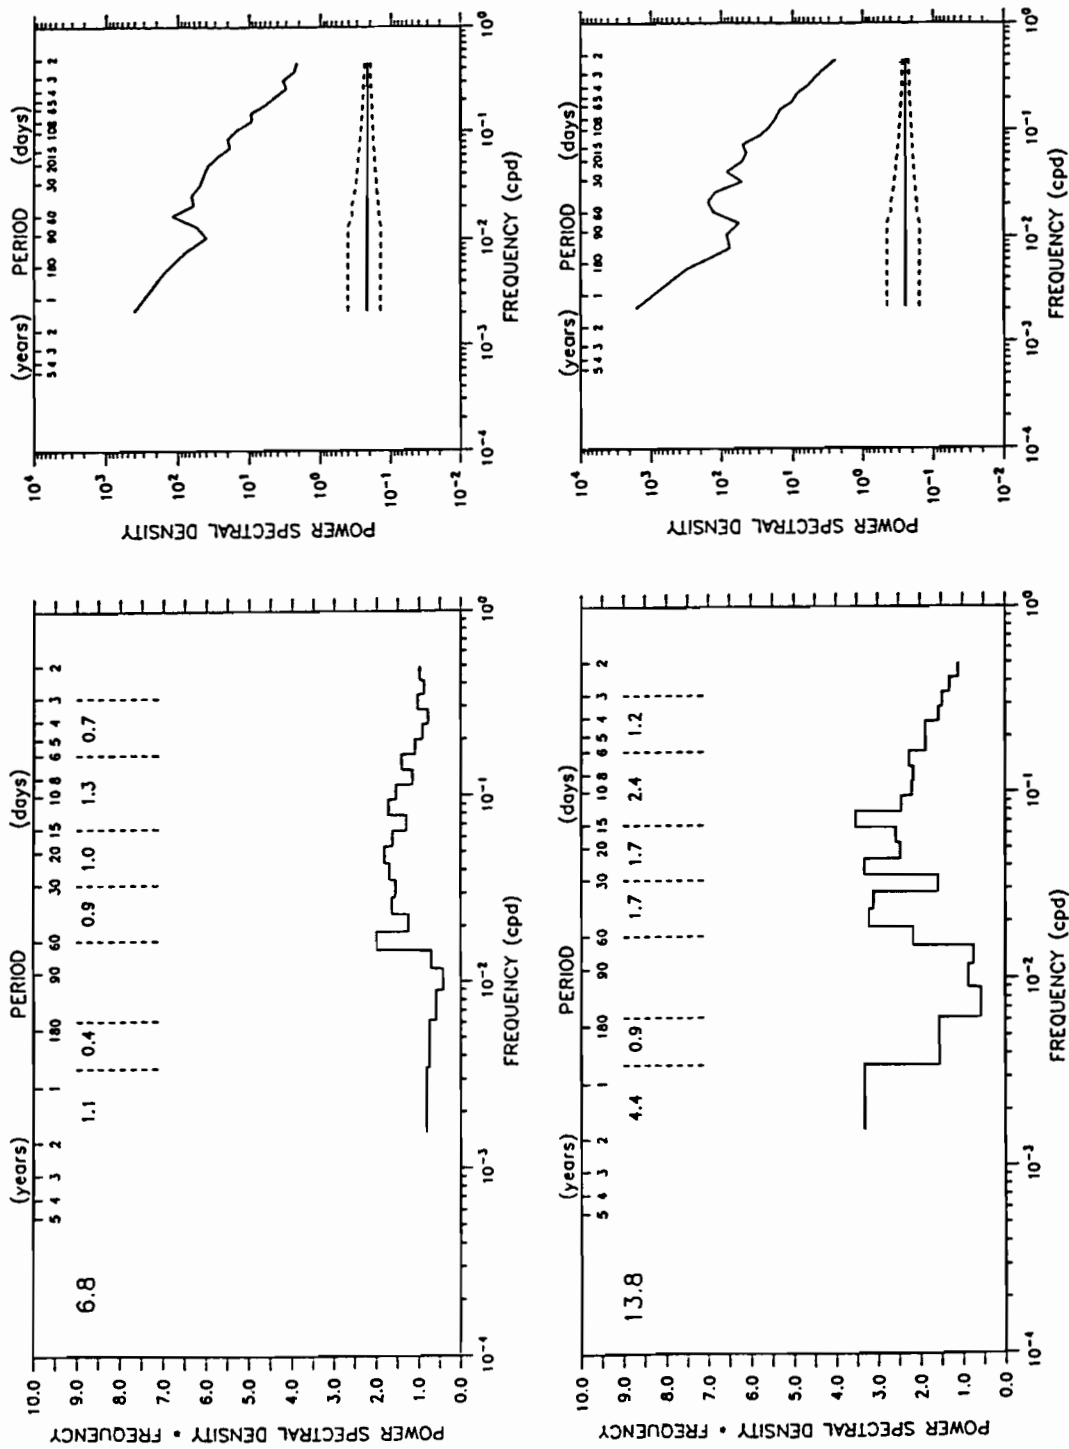 (years) PERIOD (days)
5 4 3 2 1 180 90 60 30 20 15 10 8 6 5 4 3 2
6.8
1.1 0.4 0.9 1.0 1.3 0.7
POWER SPECTRAL DENSITY * FREQUENCY
10.0
9.0
8.0
7.0
6.0
5.0
4.0
3.0
2.0
1.0
0.0
10⁻⁴ 10⁻³ 10⁻² 10⁻¹ 10⁰
FREQUENCY (cpd)
(years) PERIOD (days)
5 4 3 2 1 180 90 60 30 20 15 10 8 6 5 4 3 2
POWER SPECTRAL DENSITY
10⁴
10³
10²
10¹
10⁰
10⁻¹
10⁻²
10⁻⁴ 10⁻³ 10⁻² 10⁻¹ 10⁰
FREQUENCY (cpd)
(years) PERIOD (days)
5 4 3 2 1 180 90 60 30 20 15 10 8 6 5 4 3 2
13.8
4.4 0.9 1.7 1.7 2.4 1.2
POWER SPECTRAL DENSITY * FREQUENCY
10.0
9.0
8.0
7.0
6.0
5.0
4.0
3.0
2.0
1.0
0.0
10⁻⁴ 10⁻³ 10⁻² 10⁻¹ 10⁰
FREQUENCY (cpd)
(years) PERIOD (days)
5 4 3 2 1 180 90 60 30 20 15 10 8 6 5 4 3 2
POWER SPECTRAL DENSITY
10⁴
10³
10²
10¹
10⁰
10⁻¹
10⁻²
10⁻⁴ 10⁻³ 10⁻² 10⁻¹ 10⁰
FREQUENCY (cpd)